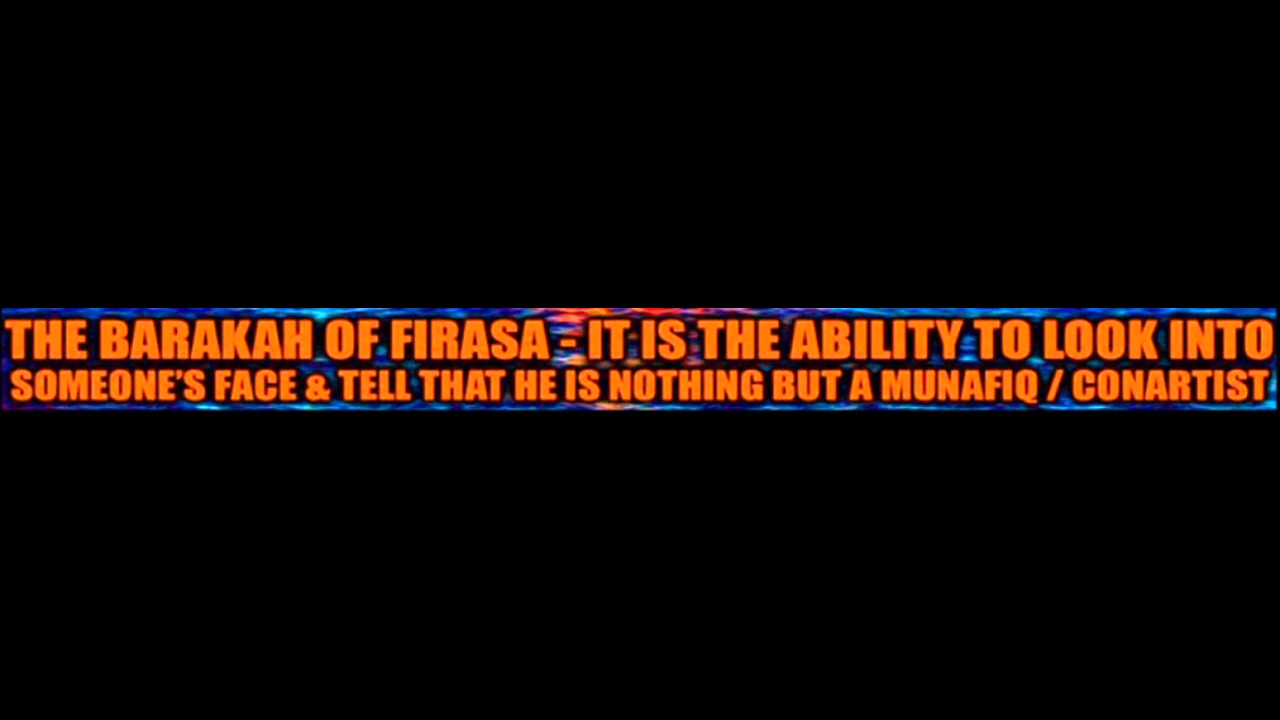 THE BARAKAH OF FIRASA - IT IS THE ABILITY TO LOOK INTO
SOMEONE'S FACE & TELL THAT HE IS NOTHING BUT A MUNAFIQ / CONARTIST